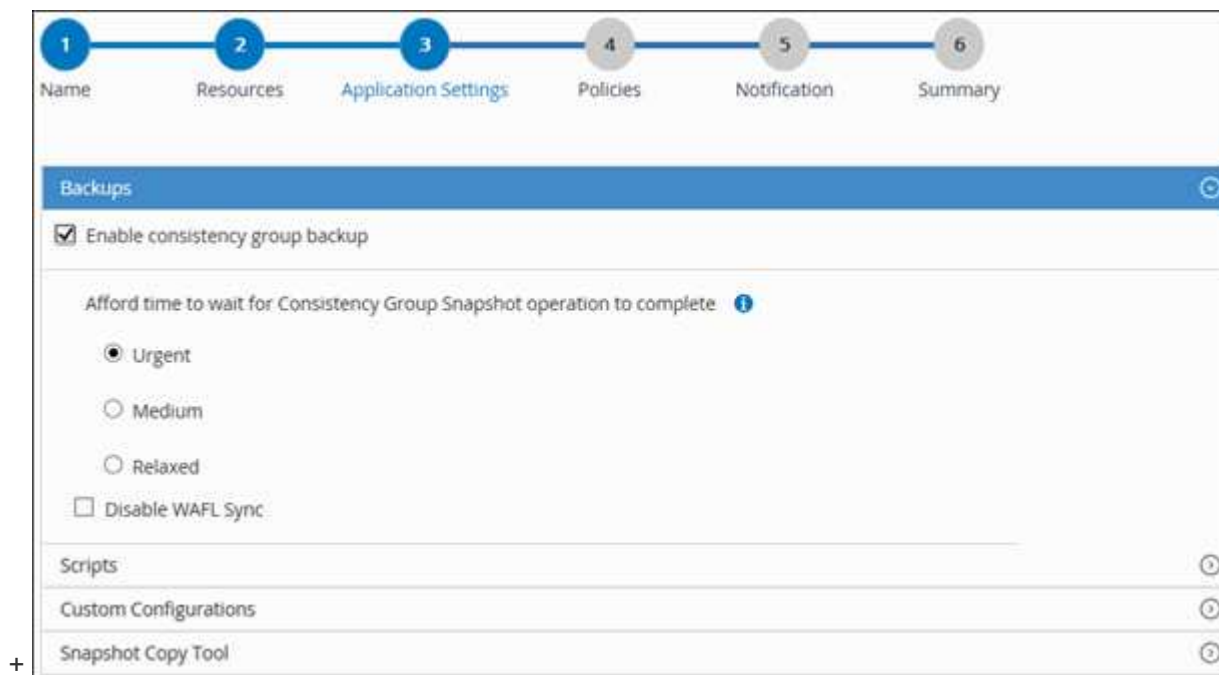 1 2 3 4 5 6
Name Resources Application Settings Policies Notification Summary
Backups
Enable consistency group backup
Afford time to wait for Consistency Group Snapshot operation to complete
Urgent
Medium
Relaxed
Disable WAFL Sync
Scripts
Custom Configurations
Snapshot Copy Tool
+